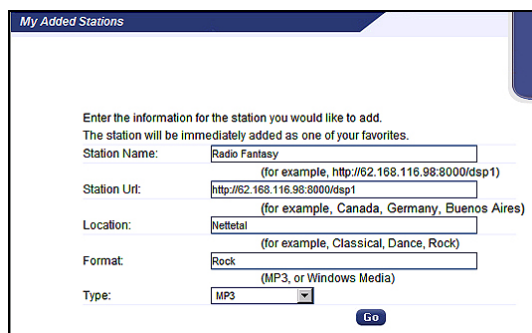 My Added Stations
Enter the information for the station you would like to add.
The station will be immediately added as one of your favorites.
Station Name: Radio Fantasy
(for example, http://62.168.116.98:8000/dsp1)
Station Url: http://62.168.116.98:8000/dsp1
(for example, Canada, Germany, Buenos Aires)
Location: Nettetal
(for example, Classical, Dance, Rock)
Format: Rock
(MP3, or Windows Media)
Type: MP3
Go